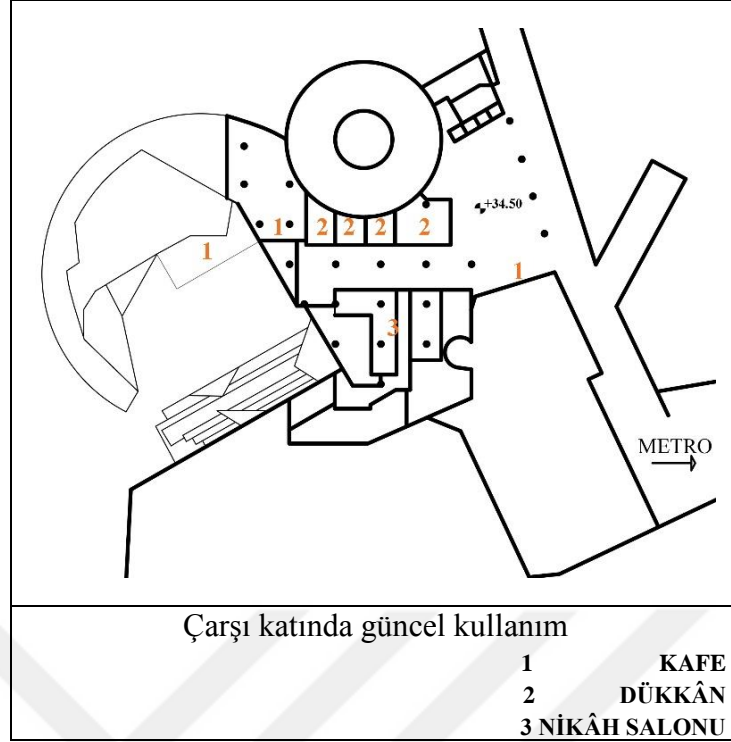 2 2 2 2
+34.50
1
1
1
3
METRO
Çarşı katında güncel kullanım
1 KAFE
2 DÜKKÂN
3 NİKÂH SALONU